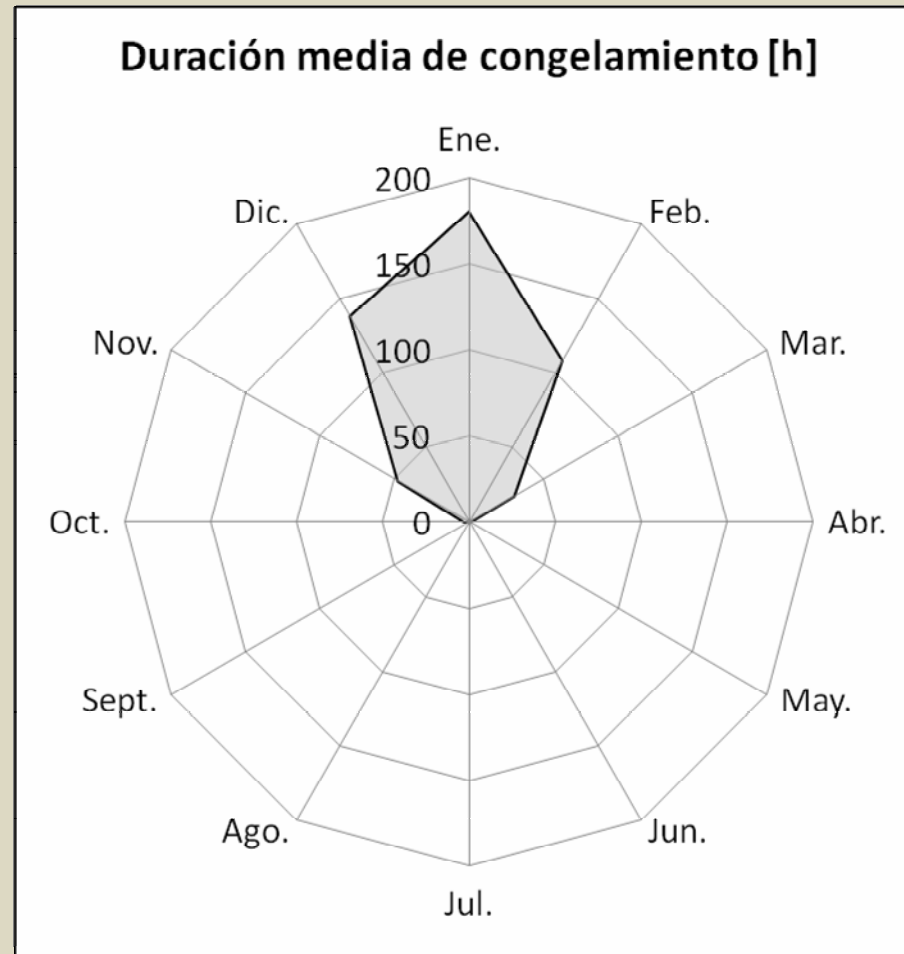 Duración media de congelamiento [h]
Ene.
Feb.
Mar.
Abr.
May.
Jun.
Jul.
Ago.
Sept.
Oct.
Nov.
Dic.
200
150
100
50
0